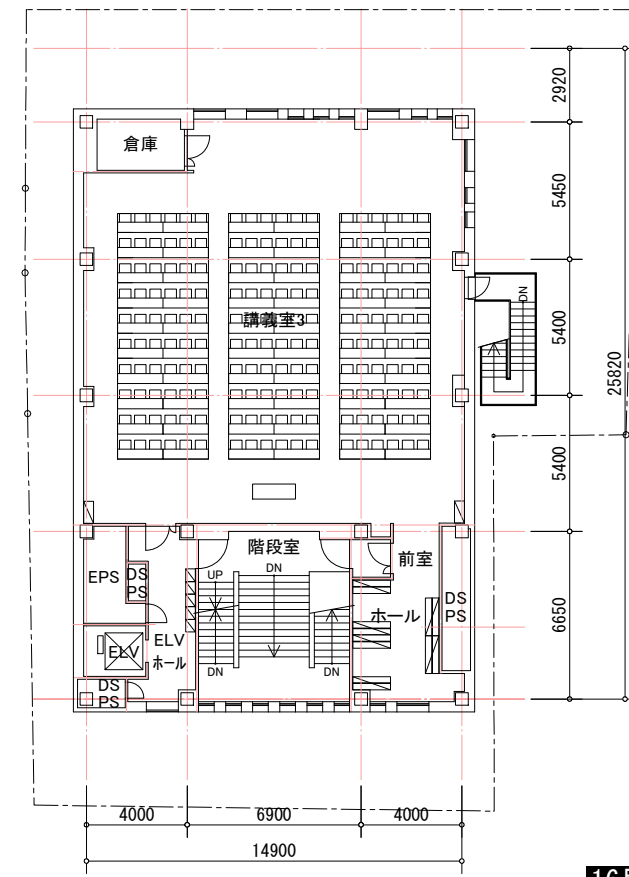 2920
倉庫
5450
DN
講義室3
5400
25820
5400
階段室
前室
EPS
DS
PS
UP
DN
DS
PS
ホール
6650
ELV
ELV
ホール
DN
DN
DS
PS
4000
6900
4000
14900